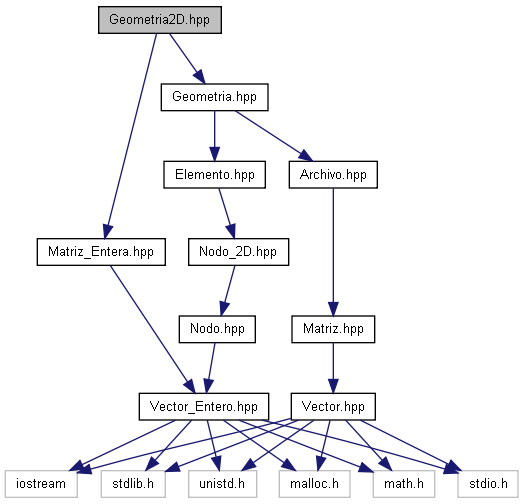 Geometria2D.hpp
Geometria.hpp
Elemento.hpp
Archivo.hpp
Matriz_Entera.hpp
Nodo_2D.hpp
Nodo.hpp
Matriz.hpp
Vector_Entero.hpp
Vector.hpp
iostream
stdlib.h
unistd.h
malloc.h
math.h
stdio.h